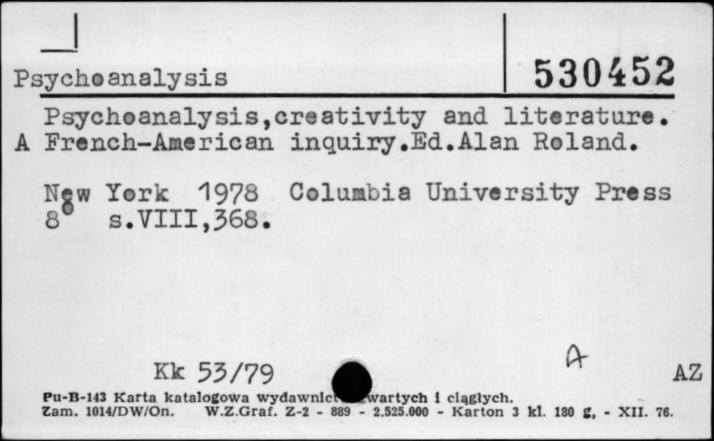 Psychoanalysis
530452
Psychoanalysis,creativity and literature.
A French-American inquiry.Ed.Alan Roland.
New York 1978 Columbia University Press
8° s.VIII,368.
A
Kk 53/79
AZ
Pu-B-143 Karta katalogowa wydawnict wartych i ciągłych.
Zam. 1014/DW/On. W.Z.Graf. Z-2 - 889 - 2.525.000 - Karton 3 kl. 180 g, - XII. 76.